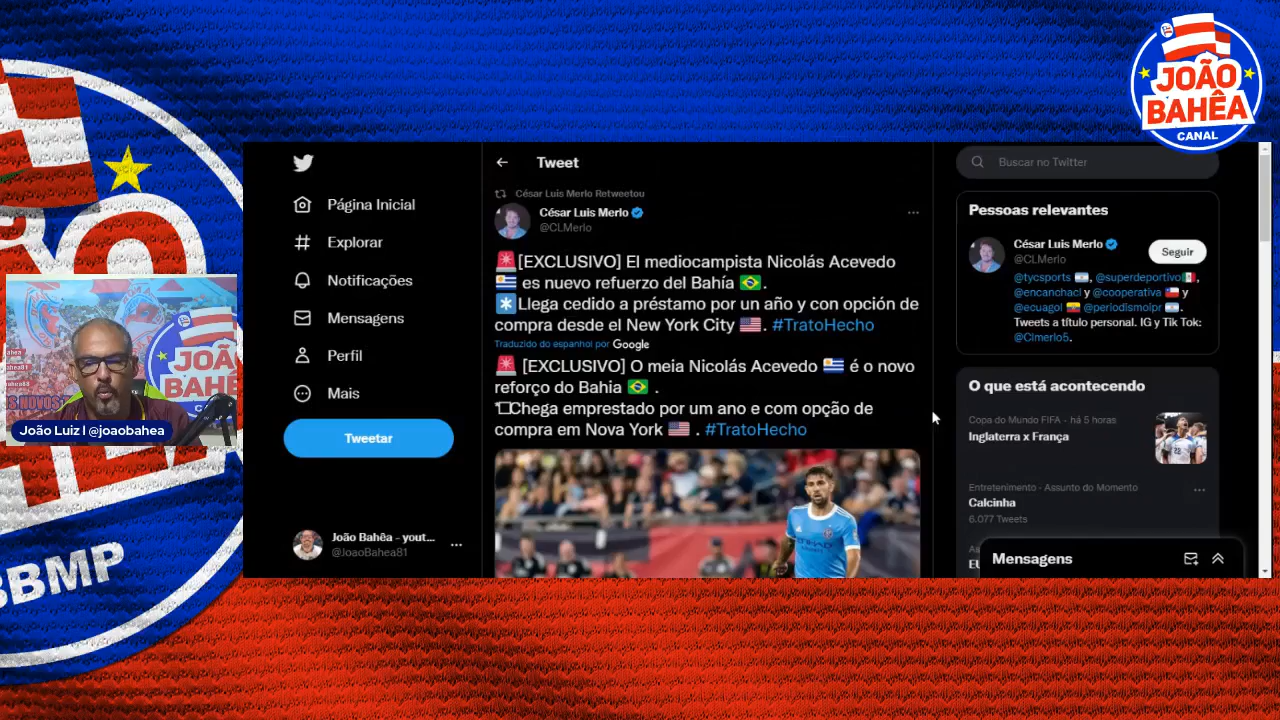 JOÃO
BAHÊA
CANAL
Tweet
Buscar no Twitter
César Luis Merlo Retweetou
César Luis Merlo
@CLMerlo
Página Inicial
Explorar
Notificações
Mensagens
Perfil
Mais
Tweetar
João Bahêa - yout...
@JoaoBahea81
🚨[EXCLUSIVO] El mediocampista Nicolás Acevedo
🇺🇾 es nuevo refuerzo del Bahía 🇧🇷.
✳️Llega cedido a préstamo por un año y con opción de
compra desde el New York City 🇺🇸. #TratoHecho
Traduzido do espanhol por Google
🚨 [EXCLUSIVO] O meia Nicolás Acevedo 🇺🇾 é o novo
reforço do Bahia 🇧🇷 .
*□Chega emprestado por um ano e com opção de
compra em Nova York 🇺🇸 . #TratoHecho
Pessoas relevantes
César Luis Merlo
@CLMerlo
Seguir
@tycsports 🇦🇷, @superdeportivo🇲🇽,
@encanchacl y @cooperativa 🇨🇱 y
@ecuagol 🇪🇨 @periodismoipr 🇦🇷.
Tweets a título personal. IG y Tik Tok:
@Clmerlo5.
O que está acontecendo
Copa do Mundo FIFA · há 5 horas
Inglaterra x França
Entretenimento · Assunto do Momento
Calcinha
6.077 Tweets
Mensagens
João Luiz l @joaobahea
JOÃO
BAHÊA
BBMP